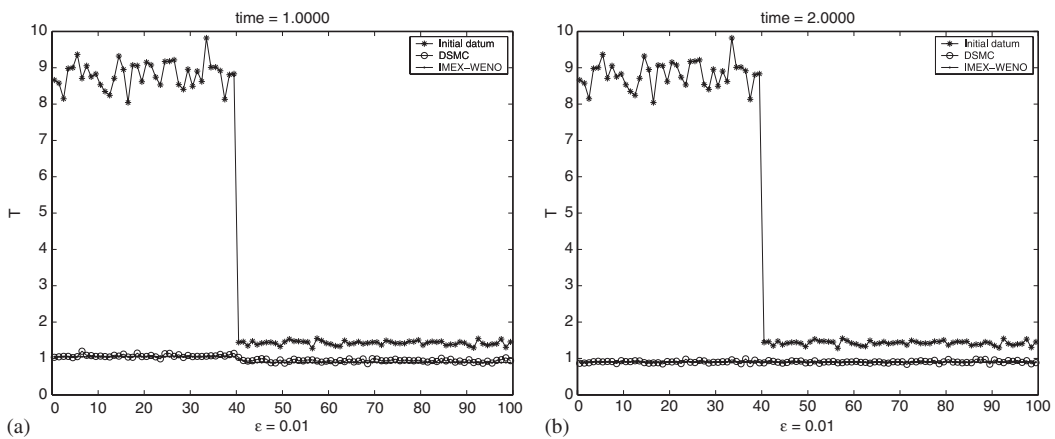 time = 1.0000
10
9
8
7
6
5
4
3
2
1
0
T
Initial datum
DSMC
IMEX–WENO
0 10 20 30 40 50 60 70 80 90 100
(a)
ε = 0.01
time = 2.0000
10
9
8
7
6
5
4
3
2
1
0
T
Initial datum
DSMC
IMEX–WENO
0 10 20 30 40 50 60 70 80 90 100
(b)
ε = 0.01